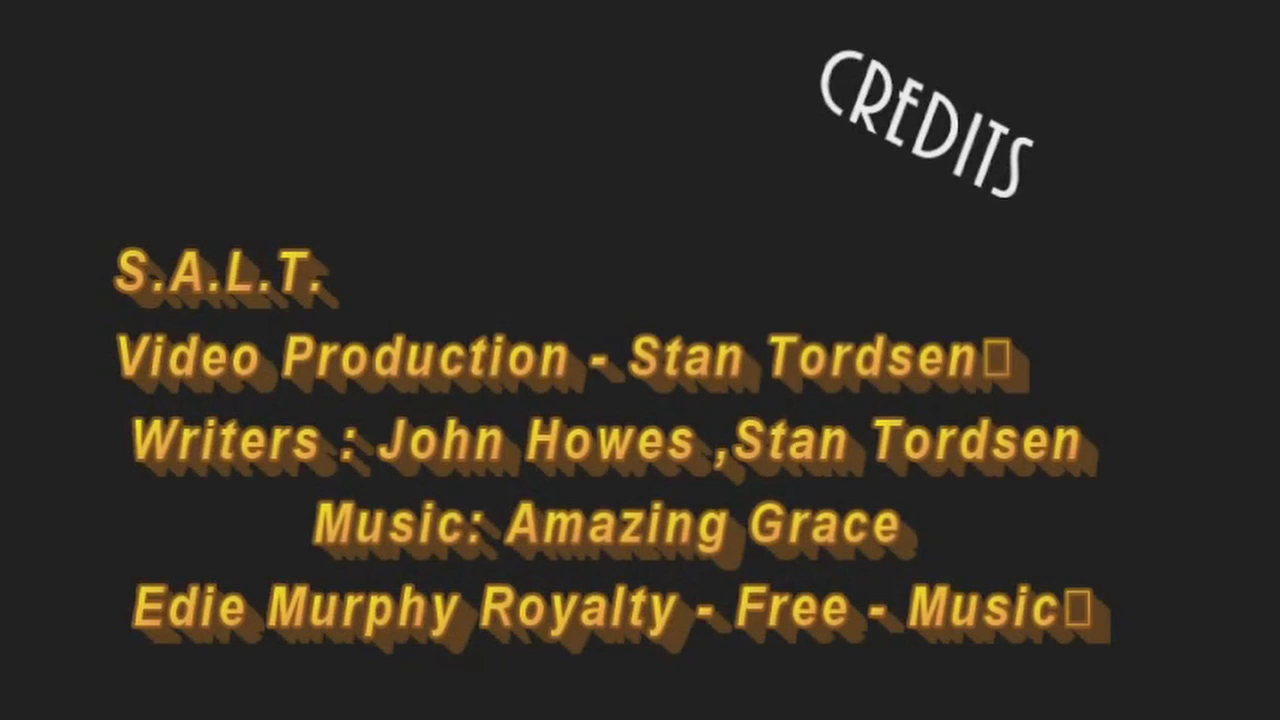 CREDITS
S.A.L.T.
Video Production - Stan Tordsen
Writers : John Howes ,Stan Tordsen
Music: Amazing Grace
Edie Murphy Royalty - Free - Music